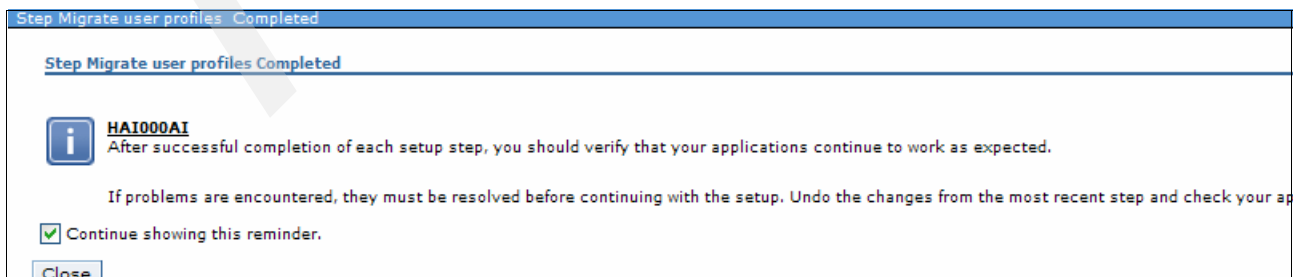 Step Migrate user profiles Completed
Step Migrate user profiles Completed
HAI000AI
After successful completion of each setup step, you should verify that your applications continue to work as expected.
If problems are encountered, they must be resolved before continuing with the setup. Undo the changes from the most recent step and check your ap
Continue showing this reminder.
Close